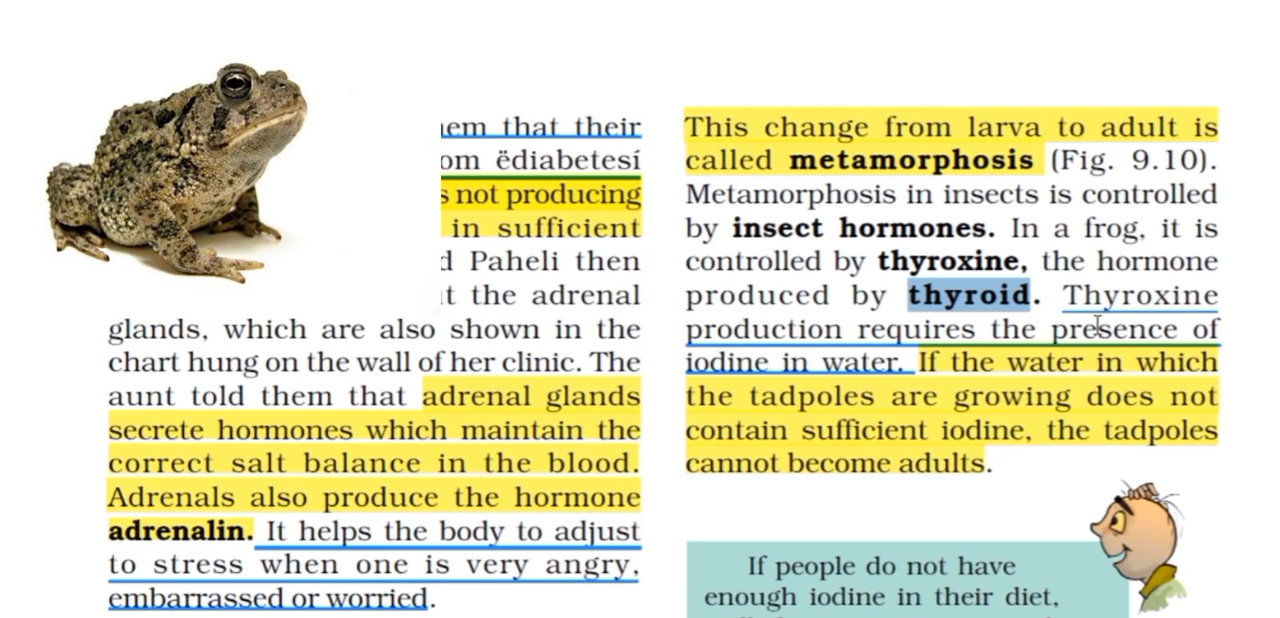 that their
ëdiabetesí
not producing
in sufficient
Paheli then
the adrenal
glands, which are also shown in the
chart hung on the wall of her clinic. The
aunt told them that adrenal glands
secrete hormones which maintain the
correct salt balance in the blood.
Adrenals also produce the hormone
adrenalin. It helps the body to adjust
to stress when one is very angry,
embarrassed or worried.
This change from larva to adult is
called metamorphosis (Fig. 9.10).
Metamorphosis in insects is controlled
by insect hormones. In a frog, it is
controlled by thyroxine, the hormone
produced by thyroid. Thyroxine
production requires the presence of
iodine in water. If the water in which
the tadpoles are growing does not
contain sufficient iodine, the tadpoles
cannot become adults.
If people do not have
enough iodine in their diet,